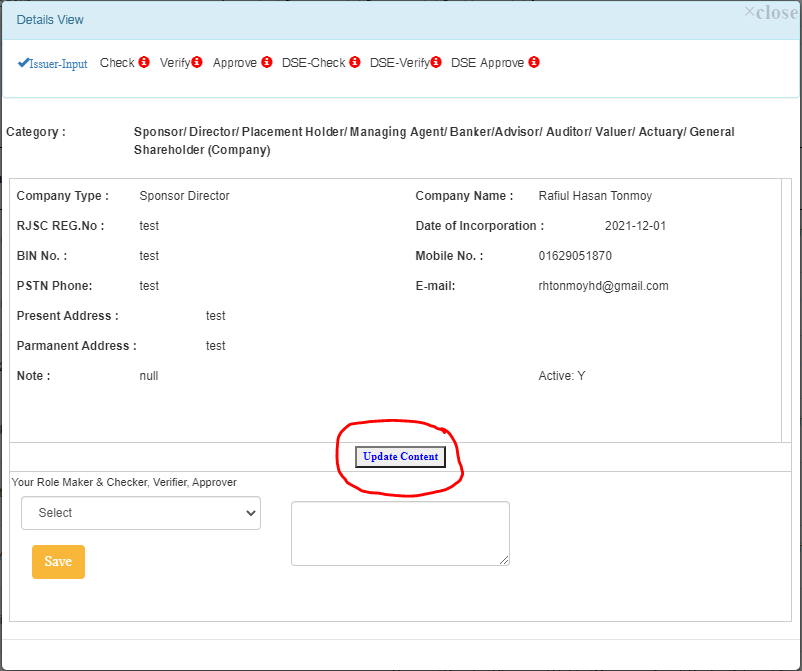 Details View
×close
Issuer-Input Check Verify Approve DSE-Check DSE-Verify DSE Approve
Category : Sponsor/ Director/ Placement Holder/ Managing Agent/ Banker/Advisor/ Auditor/ Valuer/ Actuary/ General
Shareholder (Company)
Company Type : Sponsor Director Company Name : Rafiul Hasan Tonmoy
RJSC REG.No : test Date of Incorporation : 2021-12-01
BIN No. : test Mobile No. : 01629051870
PSTN Phone: test E-mail: rhtonmoyhd@gmail.com
Present Address : test
Parmanent Address : test
Note : null Active: Y
Update Content
Your Role Maker & Checker, Verifier, Approver
Select
Save